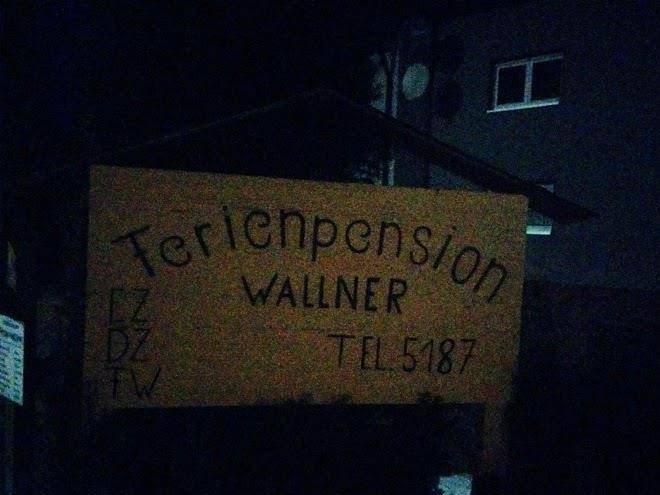 Ferienpension
WALLNER
EZ
DZ
FW
TEL. 5187